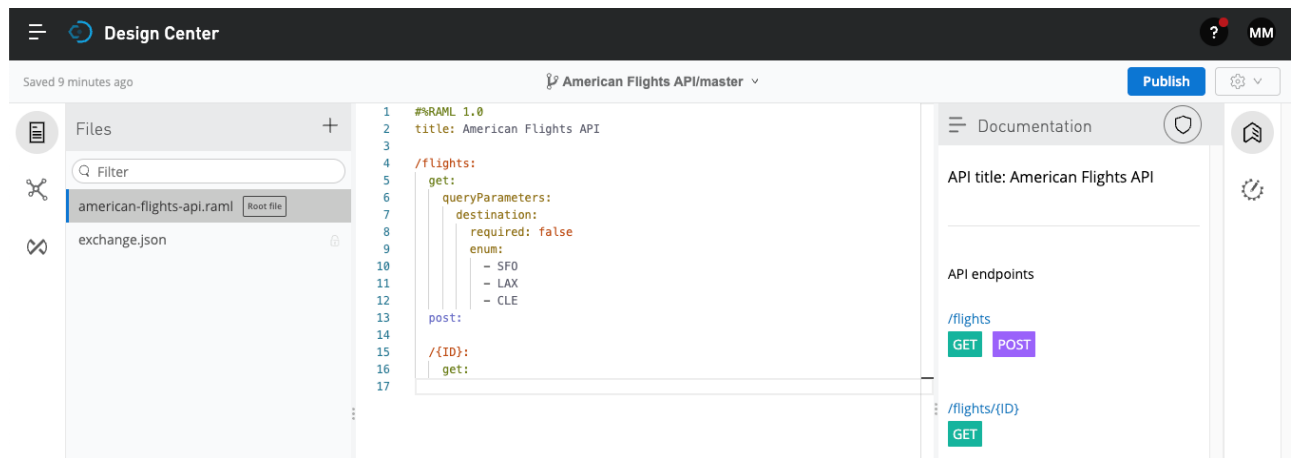 Design Center
?
MM
Saved 9 minutes ago
American Flights API/master
Publish
Files
+
Filter
american-flights-api.raml Root file
exchange.json
1 #%RAML 1.0
2 title: American Flights API
3
4 /flights:
5 get:
6 queryParameters:
7 destination:
8 required: false
9 enum:
10 - SFO
11 - LAX
12 - CLE
13 post:
14
15 /{ID}:
16 get:
17
Documentation
API title: American Flights API
API endpoints
/flights
GET POST
/flights/{ID}
GET